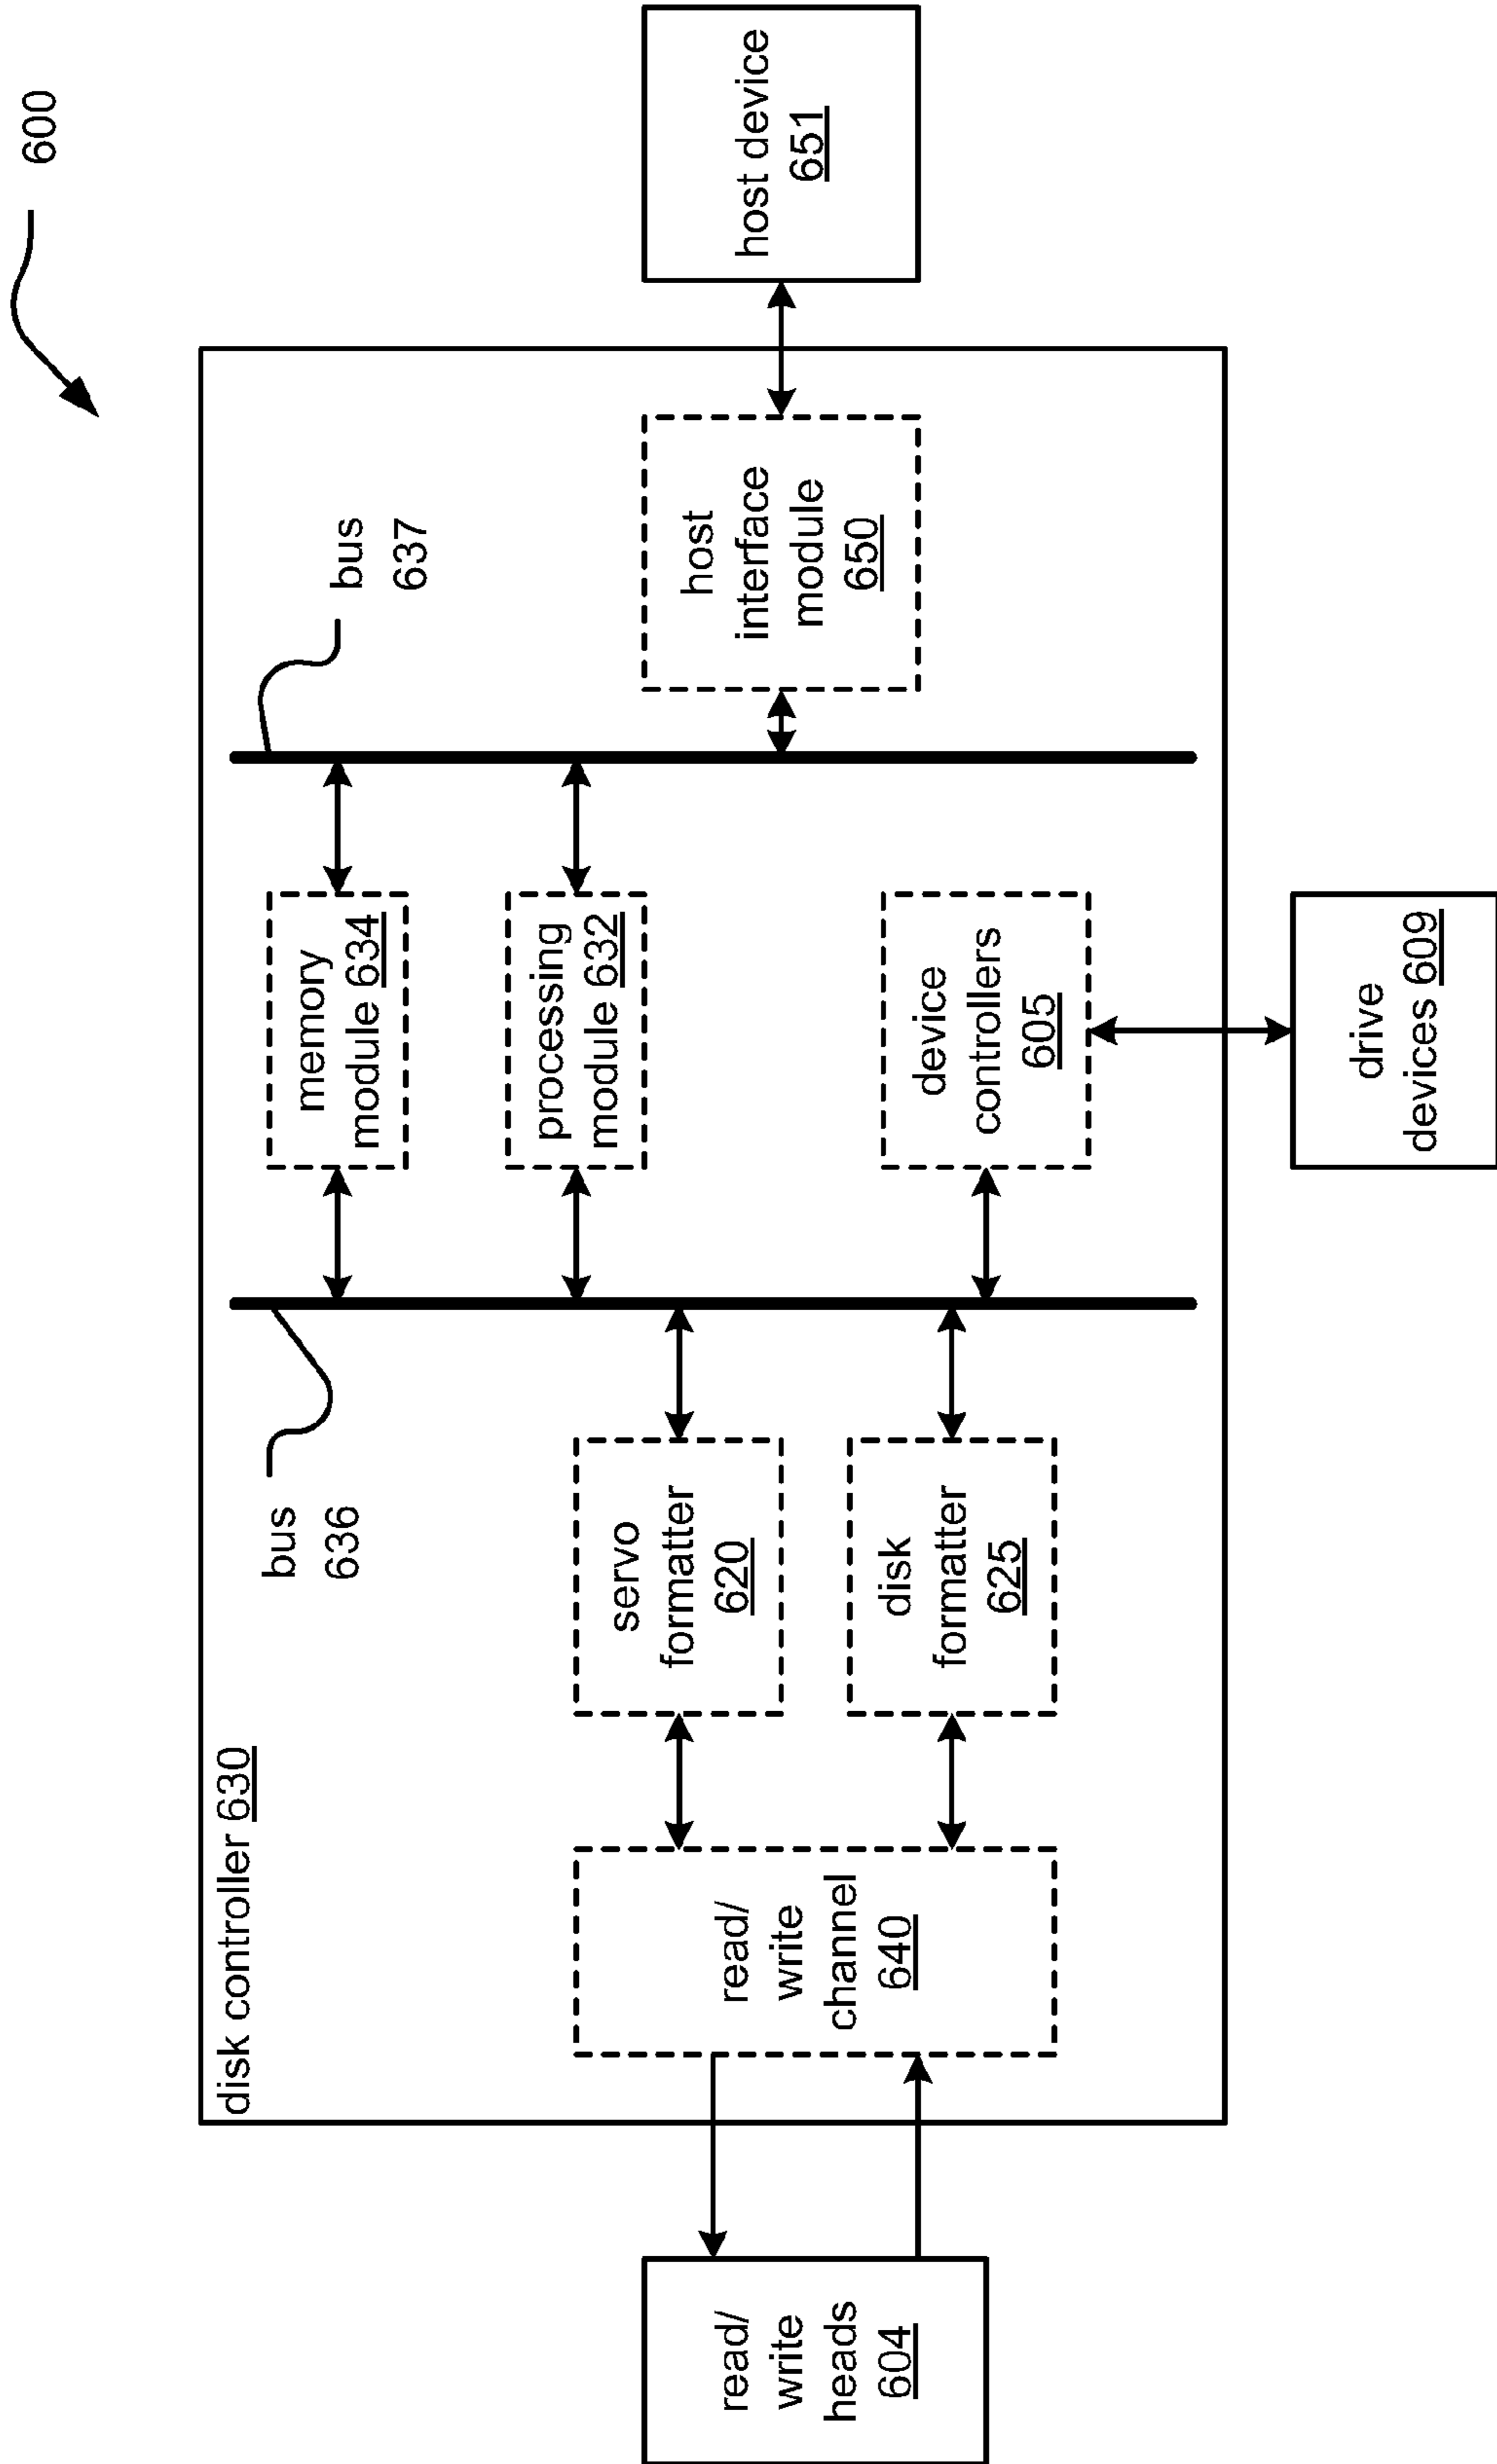 600
disk controller 630
bus
636
bus
637
memory
module 634
processing
module 632
servo
formatter
620
disk
formatter
625
device
controllers
605
read/
write
channel
640
host
interface
module
650
read/
write
heads
604
host device
651
drive
devices 609